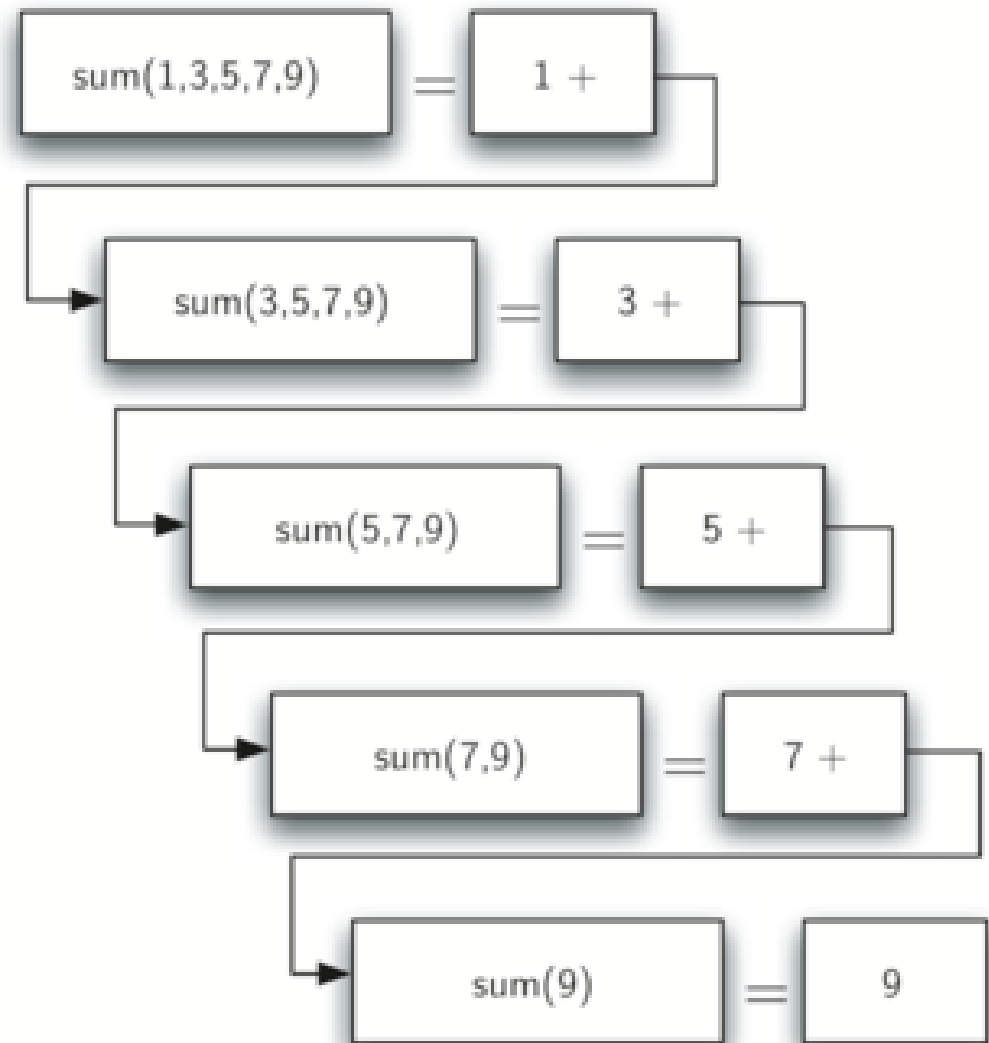 sum(1,3,5,7,9) = 1 +
sum(3,5,7,9) = 3 +
sum(5,7,9) = 5 +
sum(7,9) = 7 +
sum(9) = 9